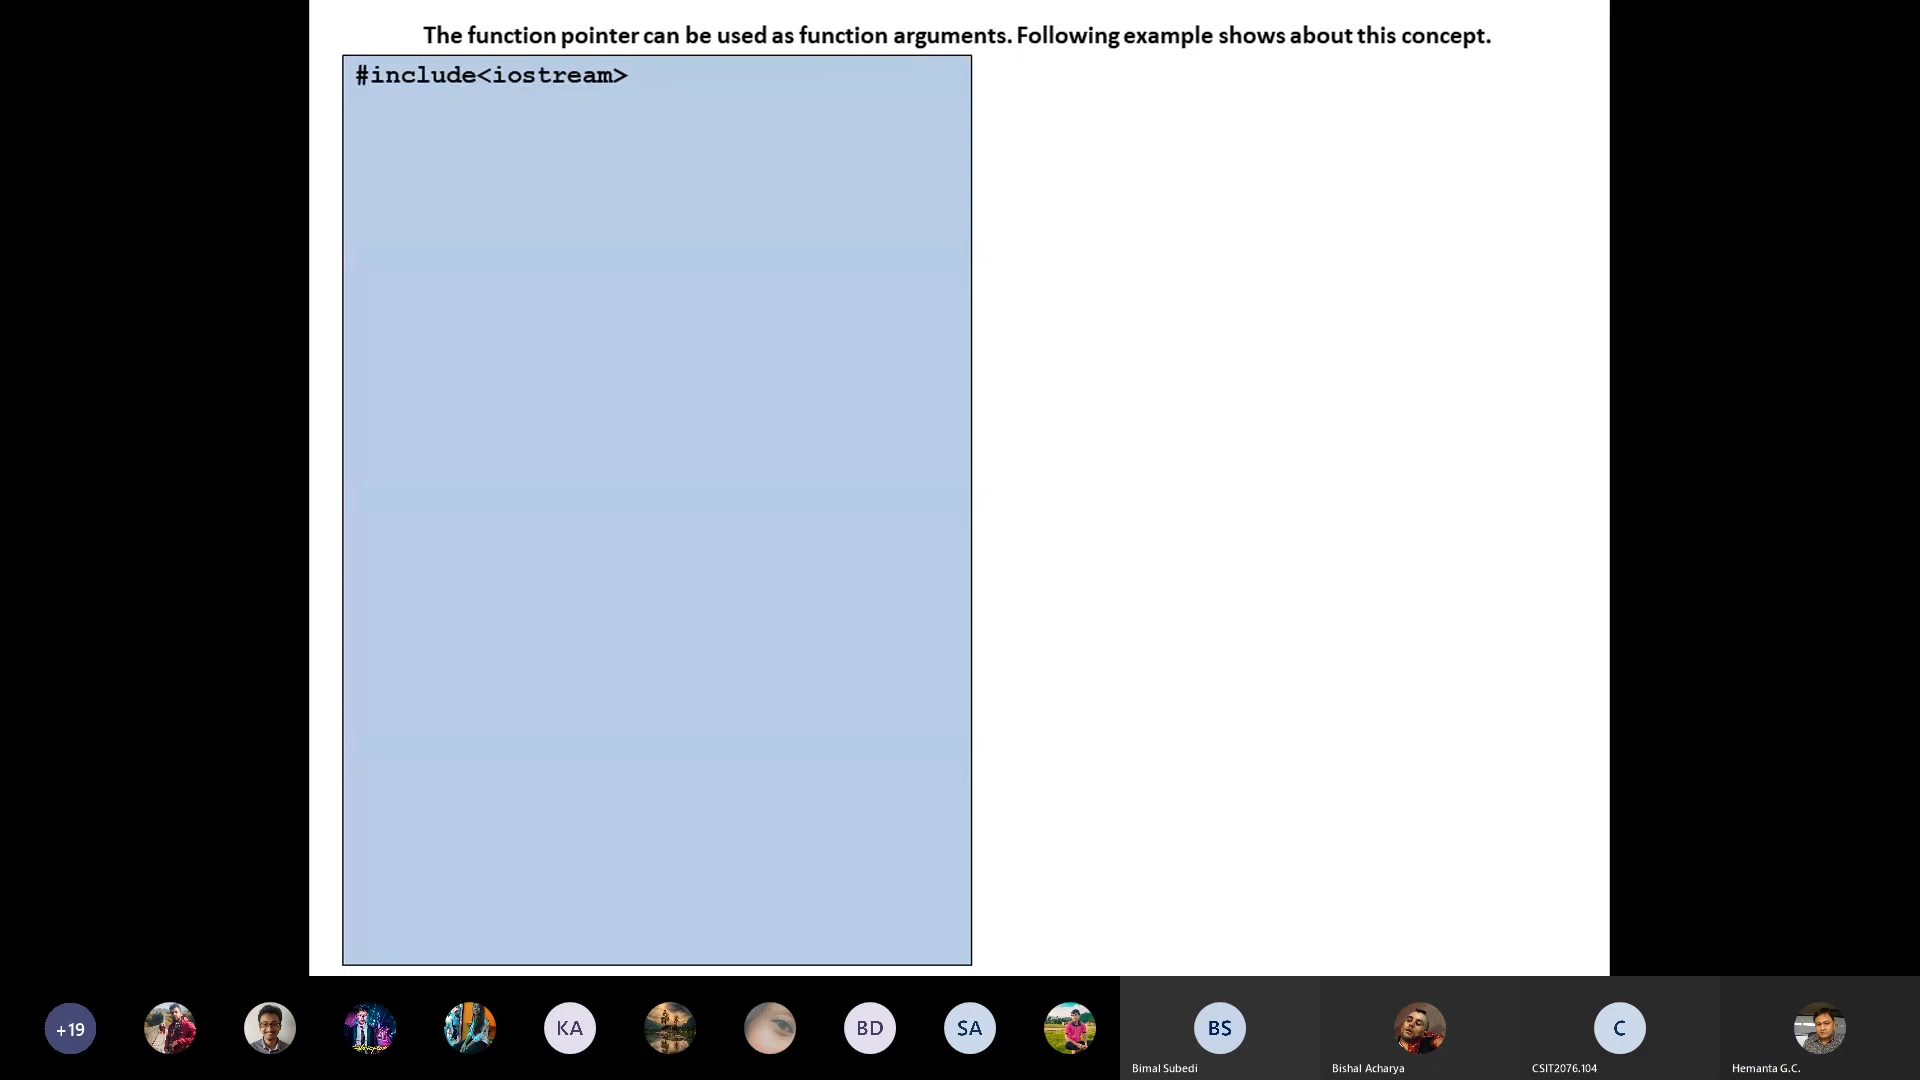 The function pointer can be used as function arguments. Following example shows about this concept.
#include<iostream>
+19
KA
BD
SA
BS
C
Bimal Subedi
Bishal Acharya
CSIT2076.104
Hemanta G.C.